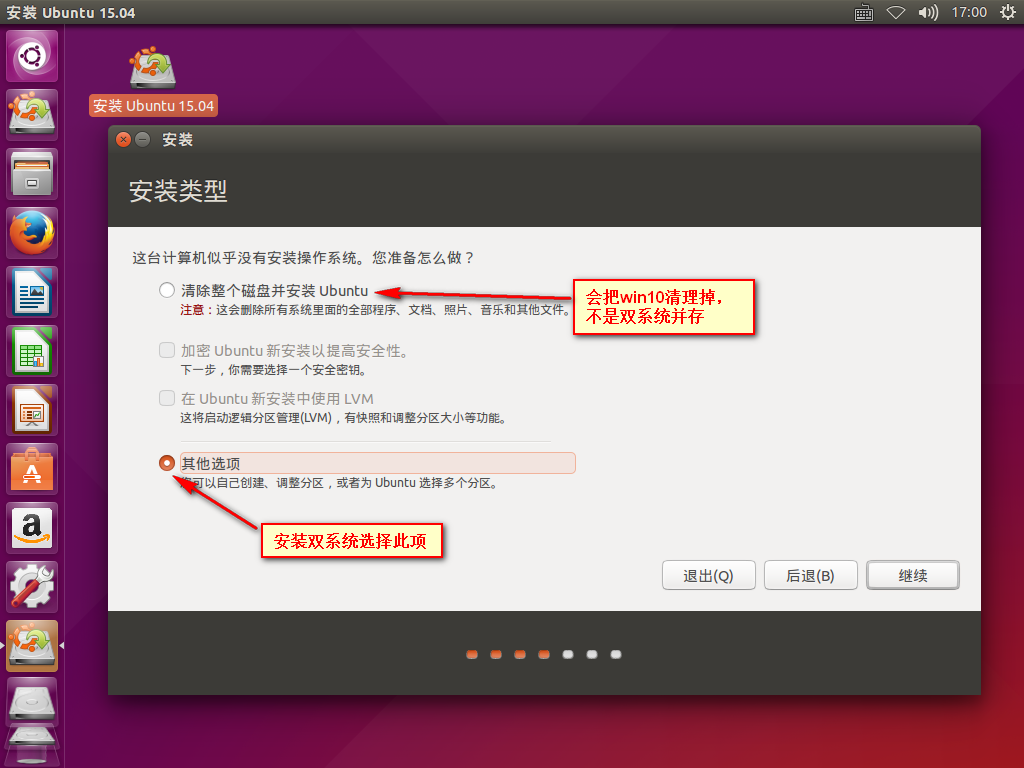 安装 Ubuntu 15.04
17:00
安装 Ubuntu 15.04
安装
安装类型
这台计算机似乎没有安装操作系统。您准备怎么做？
清除整个磁盘并安装 Ubuntu
注意：这会删除所有系统里面的全部程序、文档、照片、音乐和其他文件。
会把win10清理掉，
不是双系统并存
加密 Ubuntu 新安装以提高安全性。
下一步，你需要选择一个安全密钥。
在 Ubuntu 新安装中使用 LVM
这将启动逻辑分区管理(LVM)，有快照和调整分区大小等功能。
其他选项
您可以自己创建、调整分区，或者为 Ubuntu 选择多个分区。
安装双系统选择此项
退出(Q)
后退(B)
继续